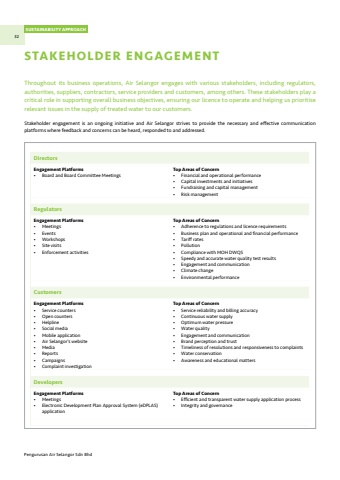 SUSTAINABILITY APPROACH
32
STAKEHOLDER ENGAGEMENT
Throughout its business operations, Air Selangor engages with various stakeholders, including regulators,
authorities, suppliers, contractors, service providers and customers, among others. These stakeholders play a
critical role in supporting overall business objectives, ensuring our licence to operate and helping us prioritise
relevant issues in the supply of treated water to our customers.
Stakeholder engagement is an ongoing initiative and Air Selangor strives to provide the necessary and effective communication
platforms where feedback and concerns can be heard, responded to and addressed.
Directors
Engagement Platforms
• Board and Board Committee Meetings
Top Areas of Concern
• Financial and operational performance
• Capital investments and initiatives
• Fundraising and capital management
• Risk management
Regulators
Engagement Platforms
• Meetings
• Events
• Workshops
• Site visits
• Enforcement activities
Top Areas of Concern
• Adherence to regulations and licence requirements
• Business plan and operational and financial performance
• Tariff rates
• Pollution
• Compliance with MOH DWQS
• Speedy and accurate water quality test results
• Engagement and communication
• Climate change
• Environmental performance
Customers
Engagement Platforms
• Service counters
• Open counters
• Helpline
• Social media
• Mobile application
• Air Selangor's website
• Media
• Reports
• Campaigns
• Complaint investigation
Top Areas of Concern
• Service reliability and billing accuracy
• Continuous water supply
• Optimum water pressure
• Water quality
• Engagement and communication
• Brand perception and trust
• Timeliness of resolutions and responsiveness to complaints
• Water conservation
• Awareness and educational matters
Developers
Engagement Platforms
• Meetings
• Electronic Development Plan Approval System (eDPLAS)
application
Top Areas of Concern
• Efficient and transparent water supply application process
• Integrity and governance
Pengurusan Air Selangor Sdn Bhd